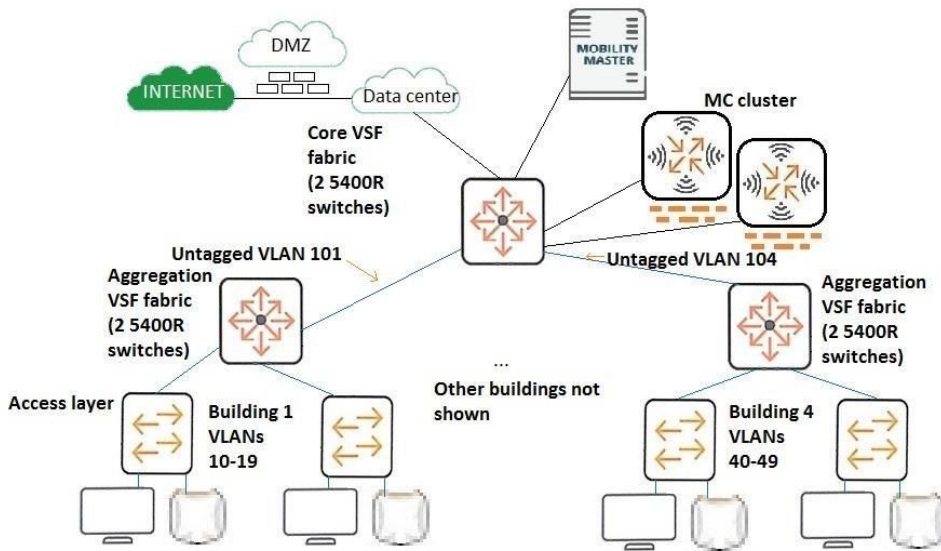 DMZ
INTERNET
Data center
MOBILITY
MASTER
MC cluster
Core VSF
fabric
(2 5400R
switches)
Untagged VLAN 101
Untagged VLAN 104
Aggregation
VSF fabric
(2 5400R
switches)
Aggregation
VSF fabric
(2 5400R
switches)
...
Other buildings not
shown
Access layer
Building 1
VLANs
10-19
Building 4
VLANs
40-49